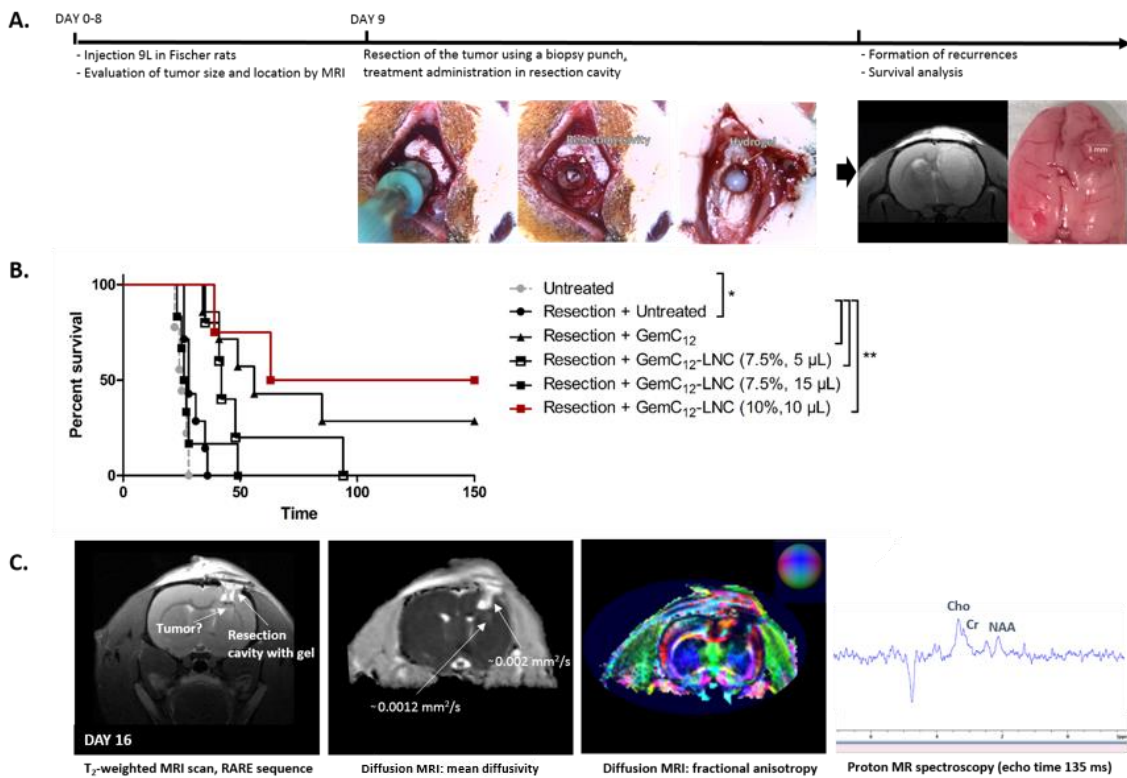 A.
DAY 0-8
DAY 9
- Injection 9L in Fischer rats
- Evaluation of tumor size and location by MRI
Resection of the tumor using a biopsy punch,
treatment administration in resection cavity
- Formation of recurrences
- Survival analysis
Resection cavity
Hydrogel
3 mm
B.
Percent survival
100
50
0
0
50
100
150
Time
Untreated
Resection + Untreated
Resection + GemC12
Resection + GemC12-LNC (7.5%, 5 µL)
Resection + GemC12-LNC (7.5%, 15 µL)
Resection + GemC12-LNC (10%,10 µL)
*
**
C.
Tumor?
Resection
cavity with gel
DAY 16
T2-weighted MRI scan, RARE sequence
~0.002 mm²/s
~0.0012 mm²/s
Diffusion MRI: mean diffusivity
Diffusion MRI: fractional anisotropy
Cho
Cr
NAA
Proton MR spectroscopy (echo time 135 ms)